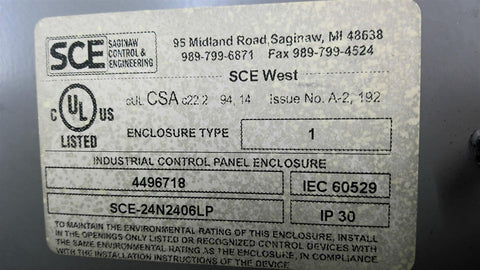 SCE SAGINAW CONTROL & ENGINEERING
95 Midland Road, Saginaw, MI 48638
989-799-6871 Fax 989-799-4524
SCE West
C UL US LISTED
cUL CSA c22.2 94, 14 Issue No. A-2, 192
ENCLOSURE TYPE 1
INDUSTRIAL CONTROL PANEL ENCLOSURE
4496718 IEC 60529
SCE-24N2406LP IP 30
TO MAINTAIN THE ENVIRONMENTAL RATING OF THIS ENCLOSURE, INSTALL
IN THE OPENINGS ONLY LISTED OR RECOGNIZED CONTROL DEVICES WITH
THE SAME ENVIRONMENTAL RATING AS THE ENCLOSURE, IN COMPLIANCE
WITH THE INSTALLATION INSTRUCTIONS OF THE DEVICE